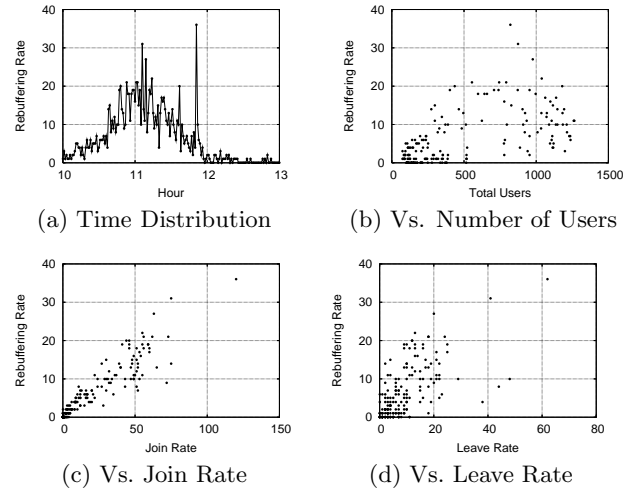 40
30
20
10
0
Rebuffering Rate
10 11 12 13
Hour
(a) Time Distribution
40
30
20
10
0
Rebuffering Rate
0 500 1000 1500
Total Users
(b) Vs. Number of Users
40
30
20
10
0
Rebuffering Rate
0 50 100 150
Join Rate
(c) Vs. Join Rate
40
30
20
10
0
Rebuffering Rate
0 20 40 60 80
Leave Rate
(d) Vs. Leave Rate